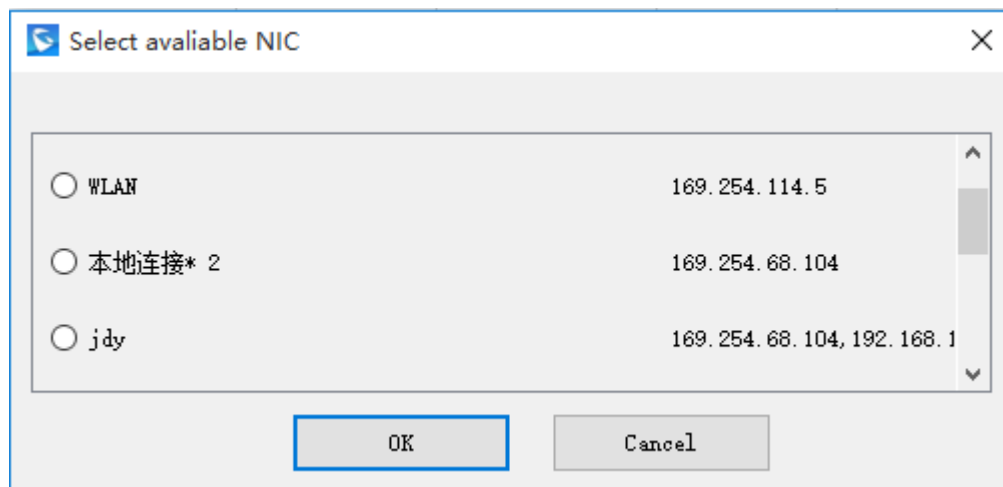 Select avaliable NIC
WLAN 169.254.114.5
本地连接* 2 169.254.68.104
jdy 169.254.68.104,192.168.1
OK Cancel